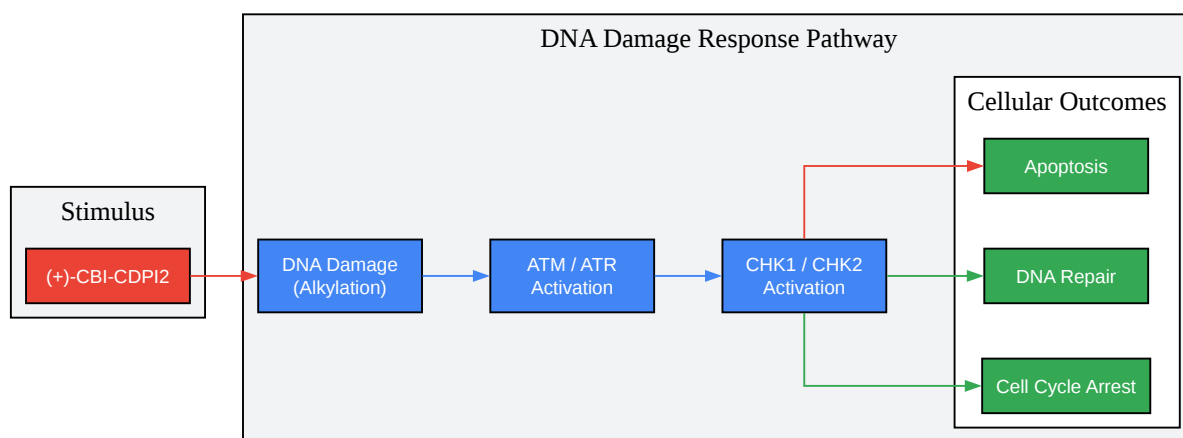 DNA Damage Response Pathway
Cellular Outcomes
Apoptosis
Stimulus
(+)-CBI-CDPI2
DNA Damage
(Alkylation)
ATM / ATR
Activation
CHK1 / CHK2
Activation
DNA Repair
Cell Cycle Arrest